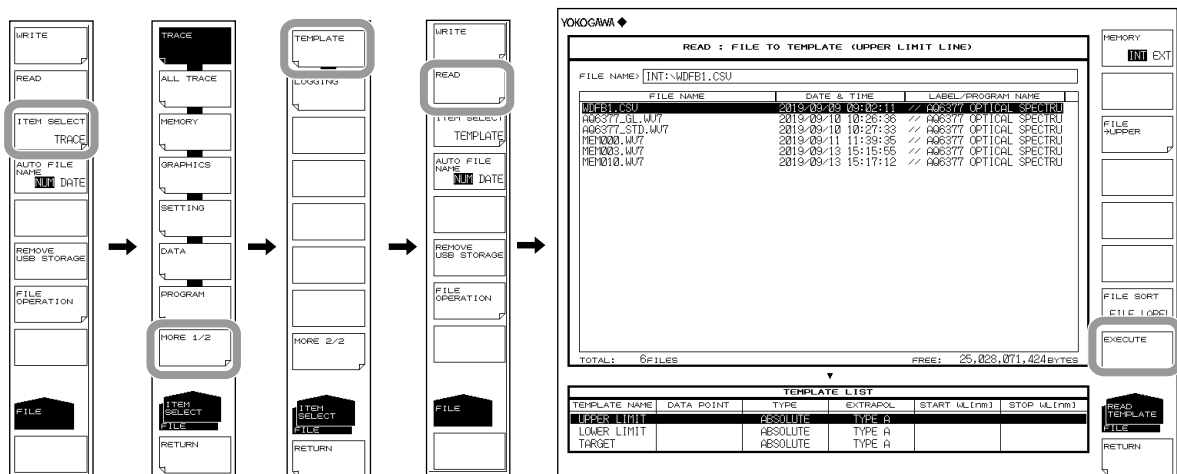 WRITE
READ
ITEM SELECT
TRACE
AUTO FILE
NAME
NUM DATE
REMOVE
USB STORAGE
FILE
OPERATION
FILE
TRACE
ALL TRACE
MEMORY
GRAPHICS
SETTING
DATA
PROGRAM
MORE 1/2
ITEM
SELECT
FILE
RETURN
TEMPLATE
LOGGING
MORE 2/2
ITEM
SELECT
FILE
RETURN
WRITE
READ
ITEM SELECT
TEMPLATE
AUTO FILE
NAME
NUM DATE
REMOVE
USB STORAGE
FILE
OPERATION
FILE
YOKOGAWA
READ : FILE TO TEMPLATE (UPPER LIMIT LINE)
FILE NAME> INT:\WDFB1.CSV
FILE NAME DATE & TIME LABEL/PROGRAM NAME
WDFB1.CSV 2019/09/09 09:02:11 // AQ6377 OPTICAL SPECTRU
AQ6377_GL.WV7 2019/09/10 10:26:36 // AQ6377 OPTICAL SPECTRU
AQ6377_STD.WV7 2019/09/10 10:27:33 // AQ6377 OPTICAL SPECTRU
MEM000.WV7 2019/09/11 11:39:35 // AQ6377 OPTICAL SPECTRU
MEM003.WV7 2019/09/13 15:15:55 // AQ6377 OPTICAL SPECTRU
MEM010.WV7 2019/09/13 15:17:12 // AQ6377 OPTICAL SPECTRU
TOTAL: 6FILES FREE: 25,028,071,424BYTES
TEMPLATE LIST
TEMPLATE NAME DATA POINT TYPE EXTRAPOL START WL[nm] STOP WL[nm]
UPPER LIMIT ABSOLUTE TYPE A
LOWER LIMIT ABSOLUTE TYPE A
TARGET ABSOLUTE TYPE A
MEMORY
INT EXT
FILE
→UPPER
FILE SORT
FILE LABEL
EXECUTE
READ
TEMPLATE
FILE
RETURN